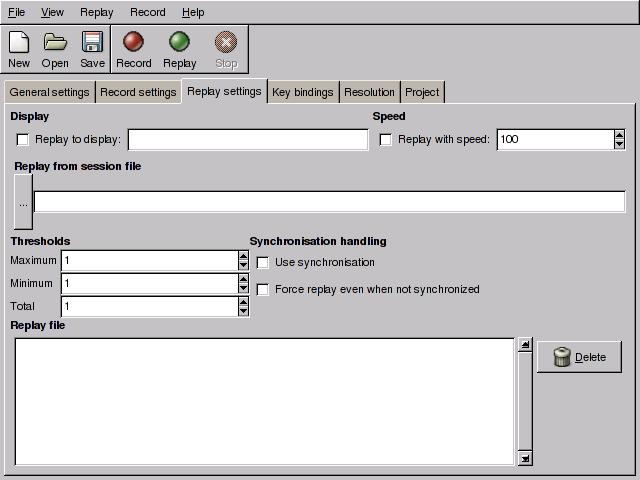 File View Replay Record Help
New Open Save Record Replay Stop
General settings Record settings Replay settings Key bindings Resolution Project
Display Speed
Replay to display: Replay with speed: 100
Replay from session file
...
Thresholds Synchronisation handling
Maximum 1 Use synchronisation
Minimum 1 Force replay even when not synchronized
Total 1
Replay file
Delete